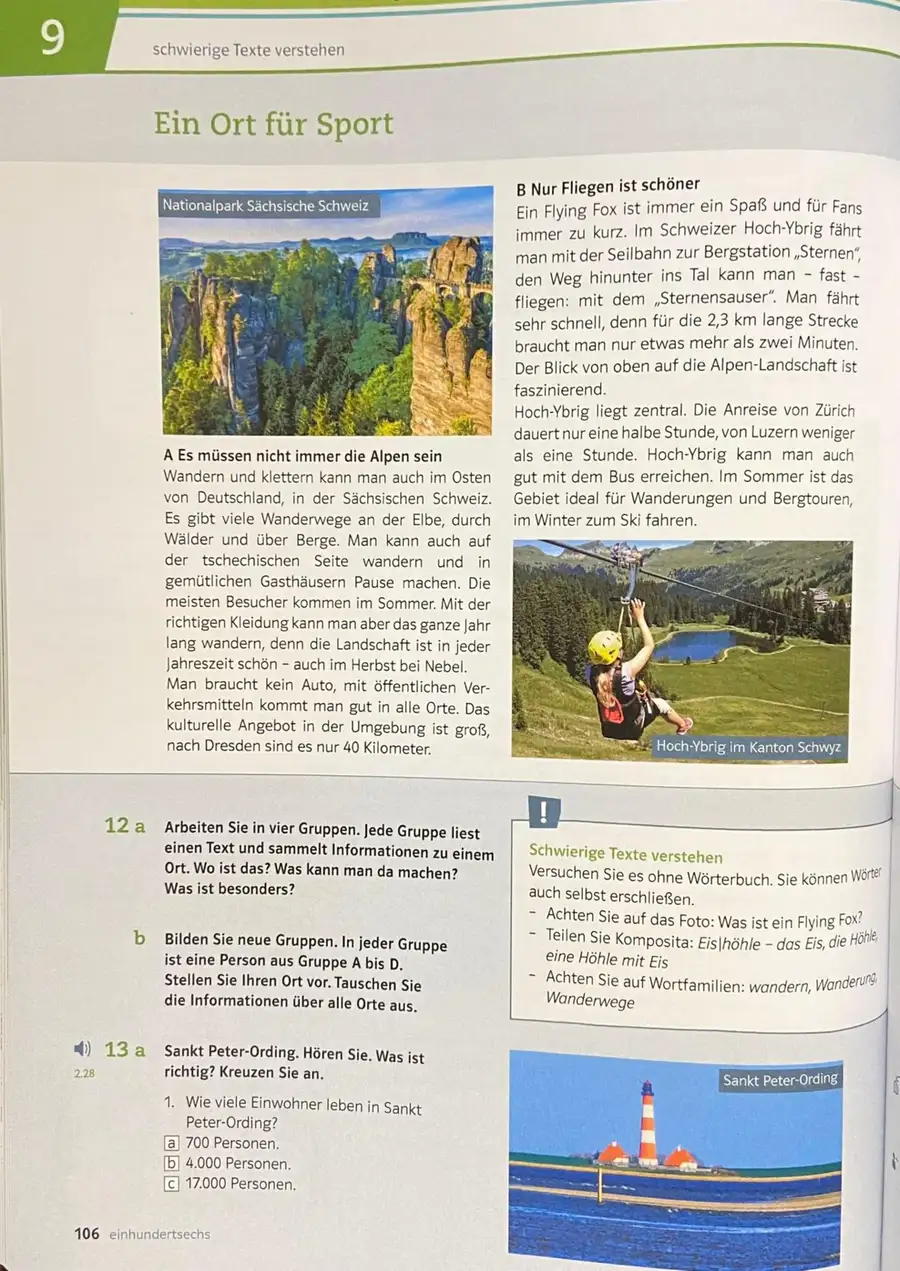 9
schwierige Texte verstehen
Ein Ort für Sport
Nationalpark Sächsische Schweiz
A Es müssen nicht immer die Alpen sein
Wandern und klettern kann man auch im Osten
von Deutschland, in der Sächsischen Schweiz.
Es gibt viele Wanderwege an der Elbe, durch
Wälder und über Berge. Man kann auch auf
der tschechischen Seite wandern und in
gemütlichen Gasthäusern Pause machen. Die
meisten Besucher kommen im Sommer. Mit der
richtigen Kleidung kann man aber das ganze Jahr
lang wandern, denn die Landschaft ist in jeder
Jahreszeit schön – auch im Herbst bei Nebel.
Man braucht kein Auto, mit öffentlichen Ver-
kehrsmitteln kommt man gut in alle Orte. Das
kulturelle Angebot in der Umgebung ist groß,
nach Dresden sind es nur 40 Kilometer.
B Nur Fliegen ist schöner
Ein Flying Fox ist immer ein Spaß und für Fans
immer zu kurz. Im Schweizer Hoch-Ybrig fährt
man mit der Seilbahn zur Bergstation „Sternen“,
den Weg hinunter ins Tal kann man – fast –
fliegen: mit dem „Sternensauser“. Man fährt
sehr schnell, denn für die 2,3 km lange Strecke
braucht man nur etwas mehr als zwei Minuten.
Der Blick von oben auf die Alpen-Landschaft ist
faszinierend.
Hoch-Ybrig liegt zentral. Die Anreise von Zürich
dauert nur eine halbe Stunde, von Luzern weniger
als eine Stunde. Hoch-Ybrig kann man auch
gut mit dem Bus erreichen. Im Sommer ist das
Gebiet ideal für Wanderungen und Bergtouren,
im Winter zum Ski fahren.
Hoch-Ybrig im Kanton Schwyz
12 a Arbeiten Sie in vier Gruppen. Jede Gruppe liest
einen Text und sammelt Informationen zu einem
Ort. Wo ist das? Was kann man da machen?
Was ist besonders?
b Bilden Sie neue Gruppen. In jeder Gruppe
ist eine Person aus Gruppe A bis D.
Stellen Sie Ihren Ort vor. Tauschen Sie
die Informationen über alle Orte aus.
!
Schwierige Texte verstehen
Versuchen Sie es ohne Wörterbuch. Sie können Wörter
auch selbst erschließen.
– Achten Sie auf das Foto: Was ist ein Flying Fox?
– Teilen Sie Komposita: Eis|höhle – das Eis, die Höhle,
eine Höhle mit Eis
– Achten Sie auf Wortfamilien: wandern, Wanderung,
Wanderwege
13 a Sankt Peter-Ording. Hören Sie. Was ist
2.28 richtig? Kreuzen Sie an.
1. Wie viele Einwohner leben in Sankt
Peter-Ording?
a 700 Personen.
b 4.000 Personen.
c 17.000 Personen.
Sankt Peter-Ording
106 einhundertsechs